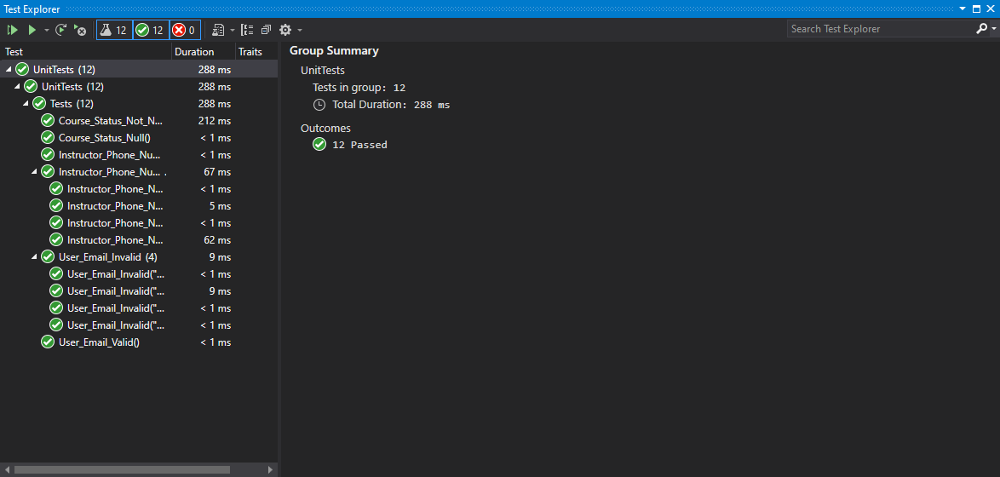 Test Explorer
12 12 0 Search Test Explorer
Test Duration Traits
UnitTests (12) 288 ms
UnitTests (12) 288 ms
Tests (12) 288 ms
Course_Status_Not_N... 212 ms
Course_Status_Null() < 1 ms
Instructor_Phone_Nu... < 1 ms
Instructor_Phone_Nu... . 67 ms
Instructor_Phone_N... < 1 ms
Instructor_Phone_N... 5 ms
Instructor_Phone_N... < 1 ms
Instructor_Phone_N... 62 ms
User_Email_Invalid (4) 9 ms
User_Email_Invalid("... < 1 ms
User_Email_Invalid("... 9 ms
User_Email_Invalid("... < 1 ms
User_Email_Invalid("... < 1 ms
User_Email_Valid() < 1 ms
Group Summary
UnitTests
Tests in group: 12
Total Duration: 288 ms
Outcomes
12 Passed